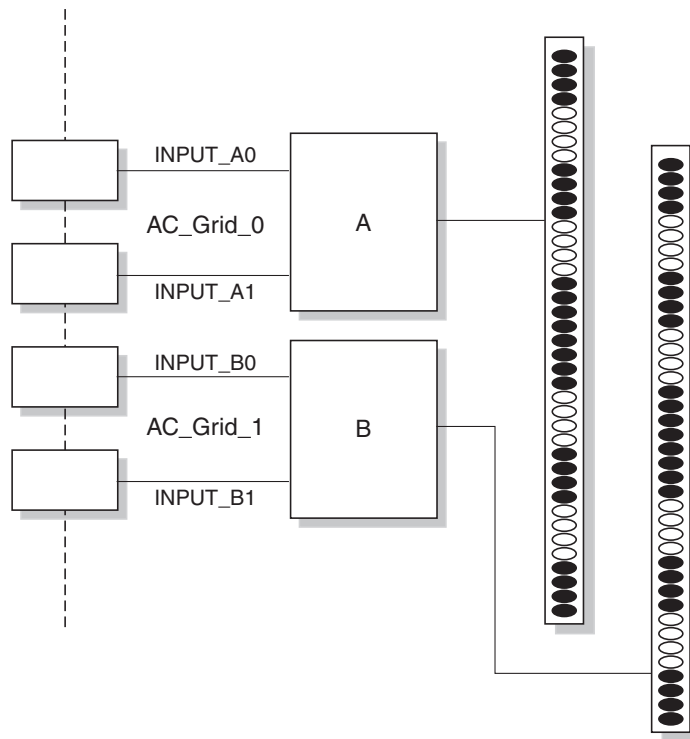 INPUT_A0
AC_Grid_0
A
INPUT_A1
INPUT_B0
AC_Grid_1
B
INPUT_B1